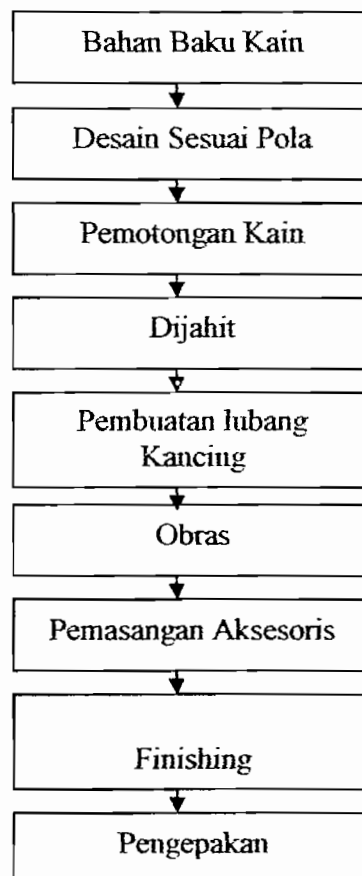 Bahan Baku Kain
Desain Sesuai Pola
Pemotongan Kain
Dijahit
Pembuatan lubang
Kancing
Obras
Pemasangan Aksesoris
Finishing
Pengepakan